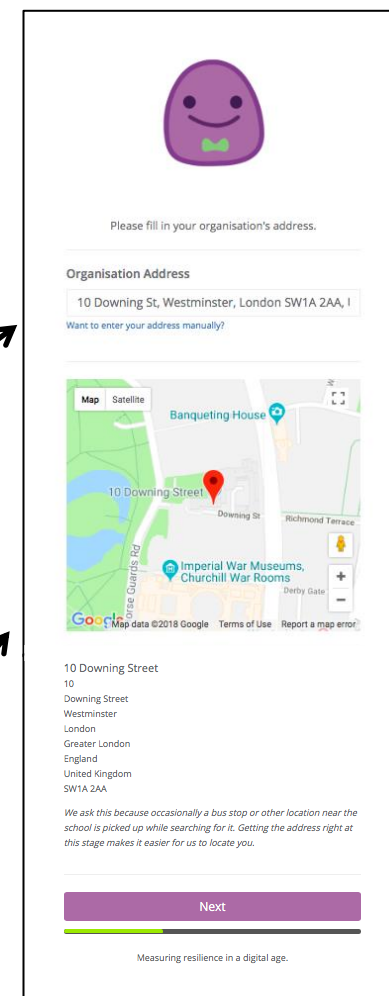 Please fill in your organisation's address.
Organisation Address
10 Downing St, Westminster, London SW1A 2AA, U
Want to enter your address manually?
Map
Satellite
Banqueting House
10 Downing Street
Downing St
Richmond Terrace
Imperial War Museums,
Churchill War Rooms
Derby Gate
orse Guards Rd
Google
Map data ©2018 Google
Terms of Use
Report a map error
10 Downing Street
10
Downing Street
Westminster
London
Greater London
England
United Kingdom
SW1A 2AA
We ask this because occasionally a bus stop or other location near the
school is picked up while searching for it. Getting the address right at
this stage makes it easier for us to locate you.
Next
Measuring resilience in a digital age.